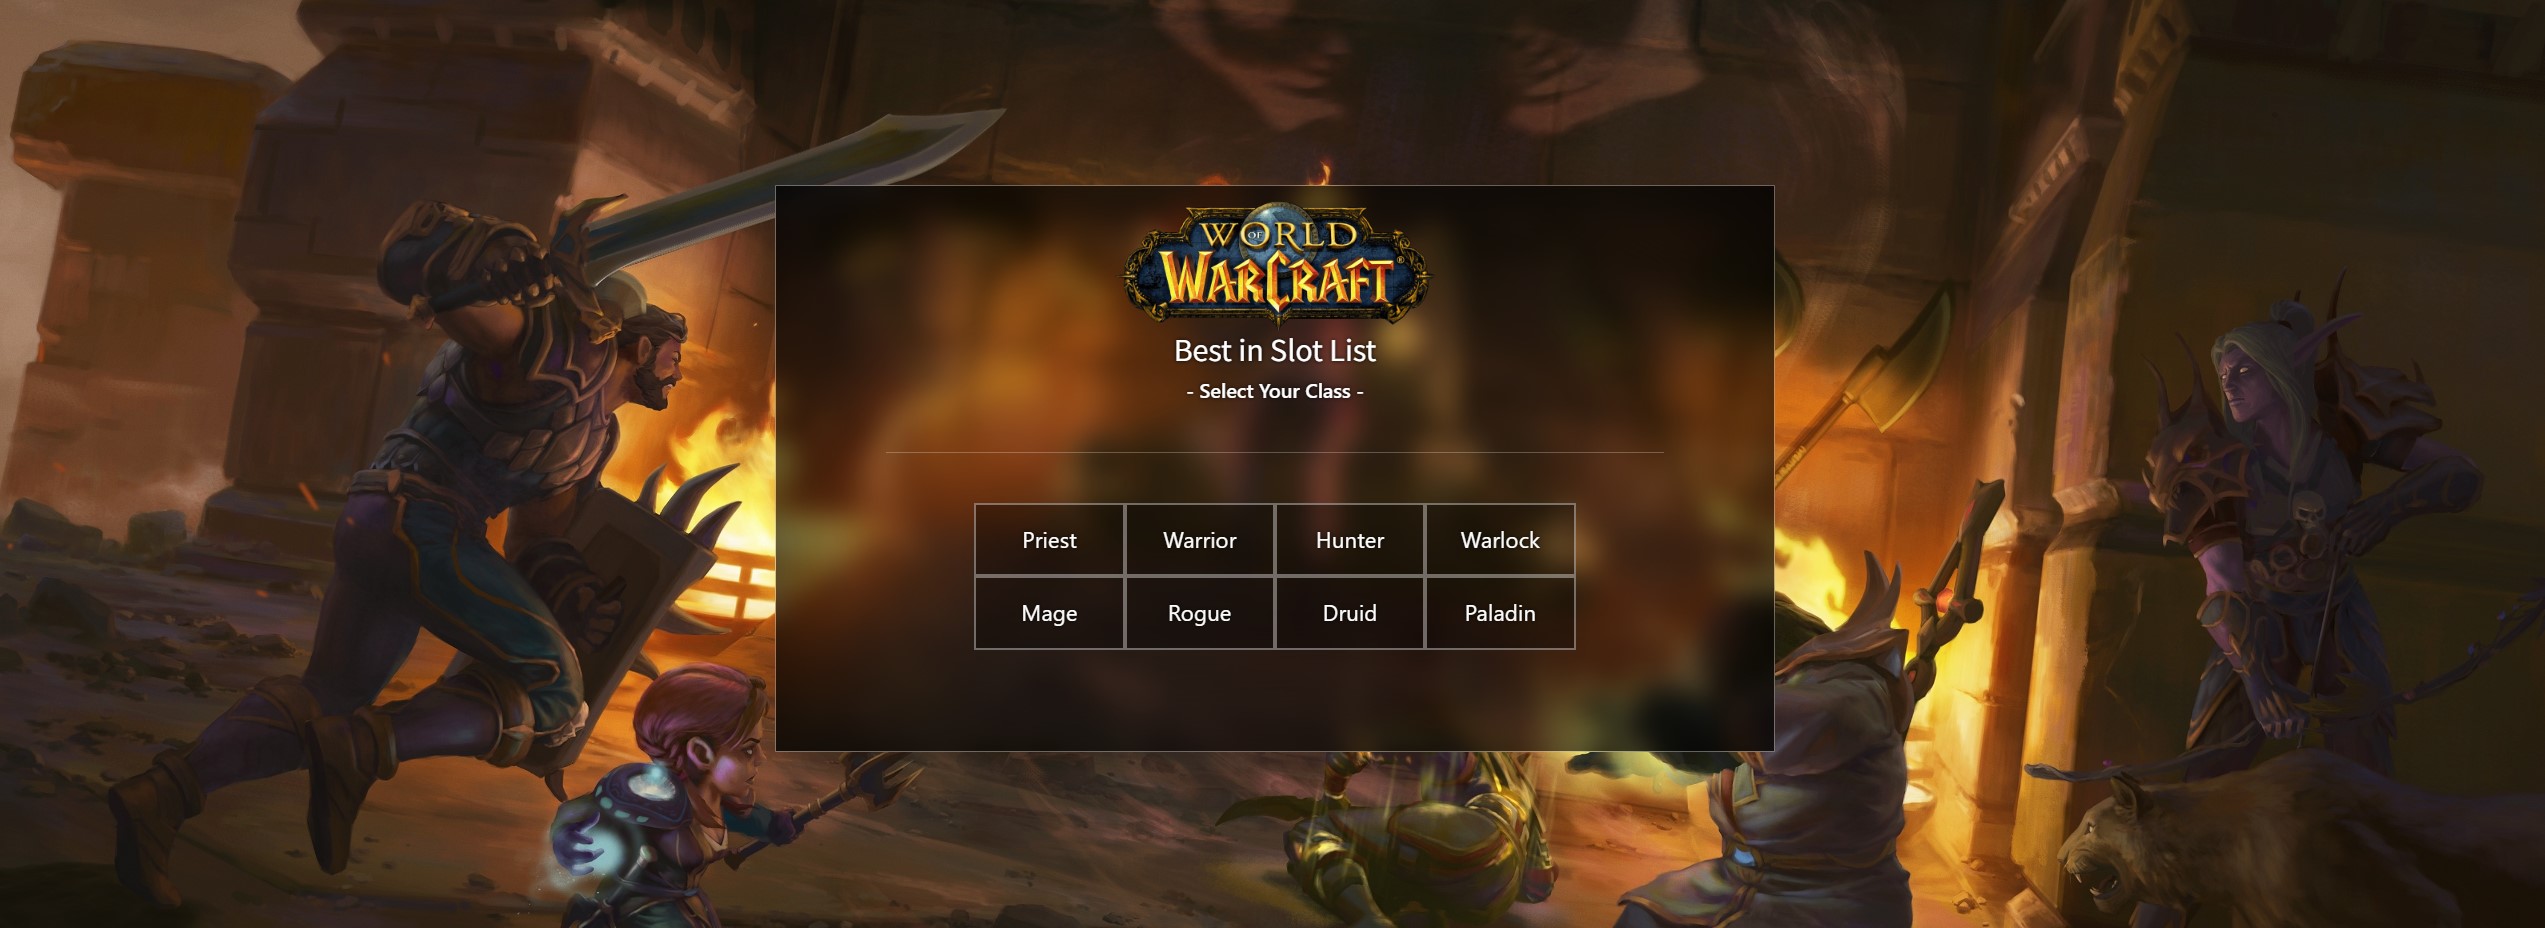 WORLD OF
WARCRAFT®
Best in Slot List
- Select Your Class -
Priest Warrior Hunter Warlock
Mage Rogue Druid Paladin